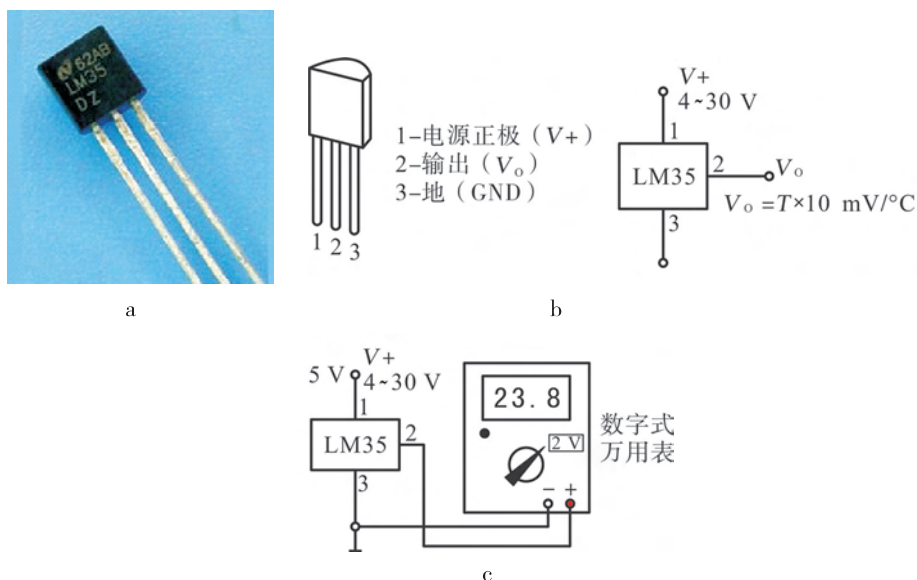 62AB
LM35
DZ
a
1-电源正极（V+）
2-输出（Vo）
3-地（GND）
1 2 3
V+
4~30 V
1
LM35
2
Vo
Vo=T×10 mV/°C
3
b
5 V
V+
4~30 V
1
LM35
2
3
23.8
2 V
- +
数字式
万用表
c